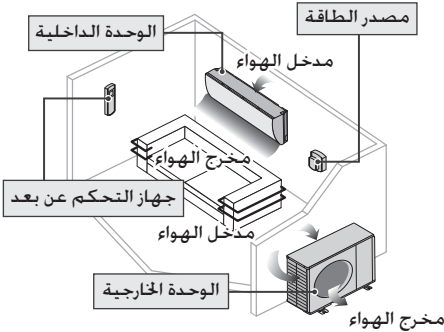 مصدر الطاقة
الوحدة الداخلية
مدخل الهواء
مخرج الهواء
جهاز التحكم عن بعد
مدخل الهواء
الوحدة الخارجية
مخرج الهواء